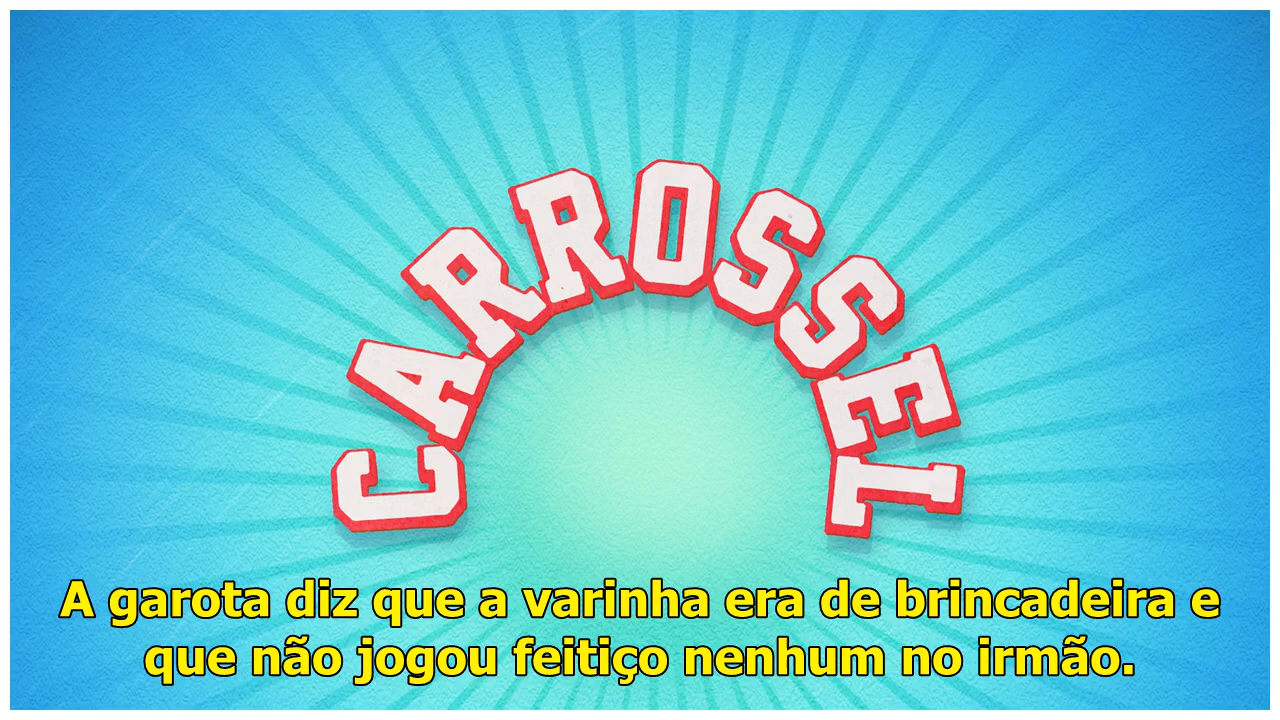 CARROSSEL
A garota diz que a varinha era de brincadeira e
que não jogou feitiço nenhum no irmão.